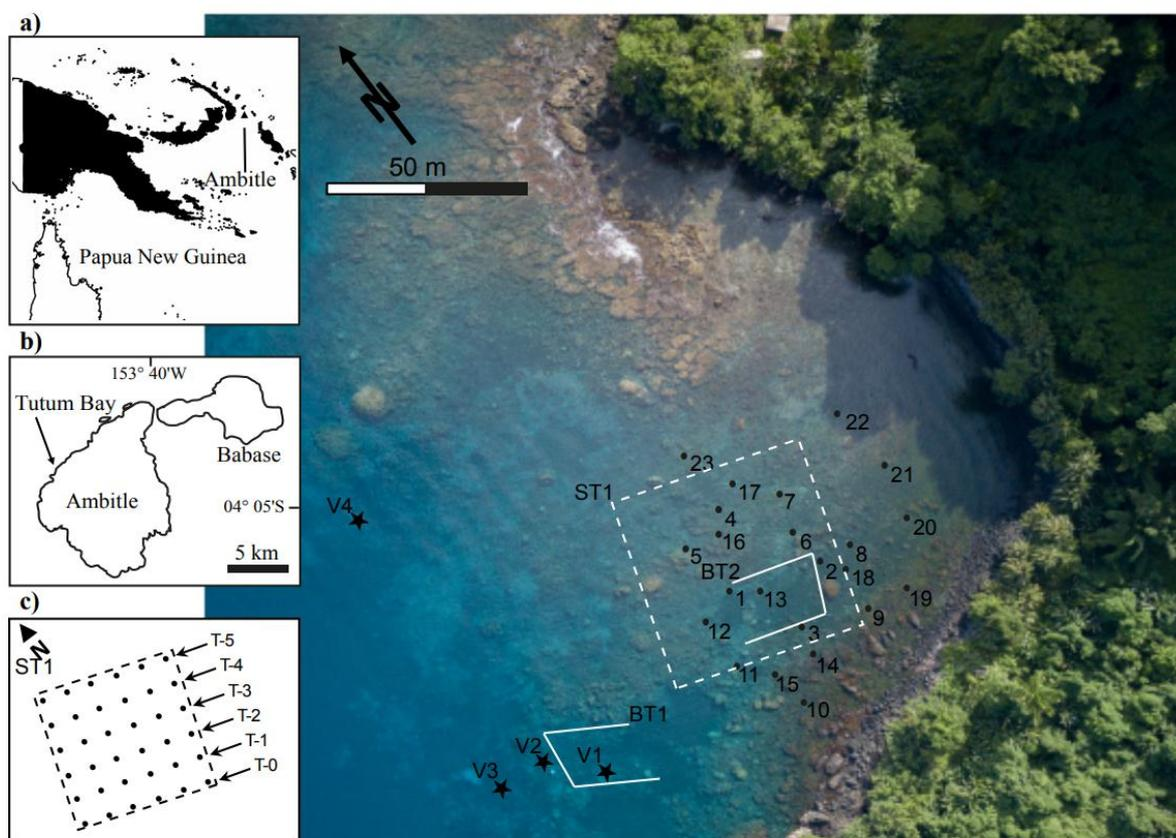 a)
Ambitle
Papua New Guinea
b)
153° 40'W
Tutum Bay
Babase
Ambitle
04° 05'S
5 km
c)
N
ST1
T-5
T-4
T-3
T-2
T-1
T-0
N
50 m
22
23
21
ST1
17
7
V4
4
20
16
6
5
8
BT2
2
18
1
13
19
9
12
3
14
11
15
10
BT1
V2
V1
V3